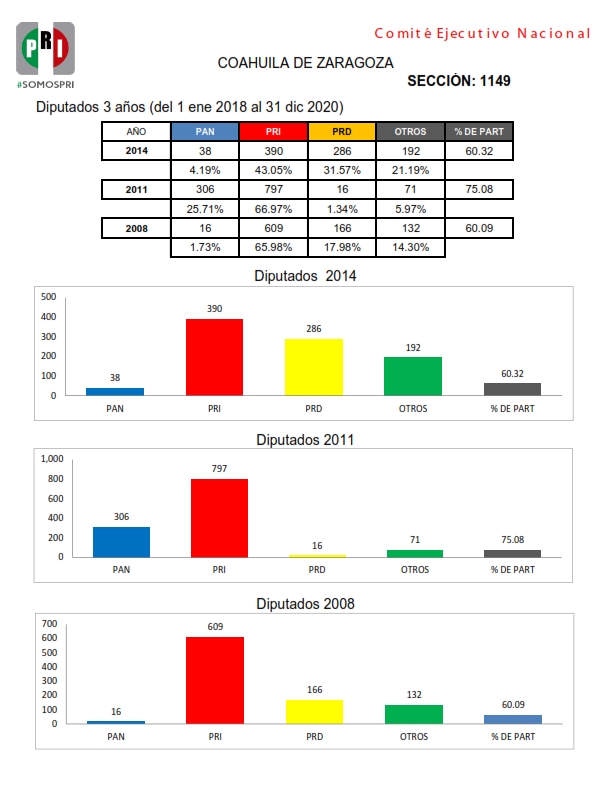 Comité Ejecutivo Nacional
PRI
#SOMOSPRI
COAHUILA DE ZARAGOZA
SECCIÓN: 1149
Diputados 3 años (del 1 ene 2018 al 31 dic 2020)
AÑO PAN PRI PRD OTROS % DE PART
2014 38 390 286 192 60.32
4.19% 43.05% 31.57% 21.19%
2011 306 797 16 71 75.08
25.71% 66.97% 1.34% 5.97%
2008 16 609 166 132 60.09
1.73% 65.98% 17.98% 14.30%
Diputados 2014
500
400
300
200
100
0
38 390 286 192 60.32
PAN PRI PRD OTROS % DE PART
Diputados 2011
1,000
800
600
400
200
0
306 797 16 71 75.08
PAN PRI PRD OTROS % DE PART
Diputados 2008
700
600
500
400
300
200
100
0
16 609 166 132 60.09
PAN PRI PRD OTROS % DE PART